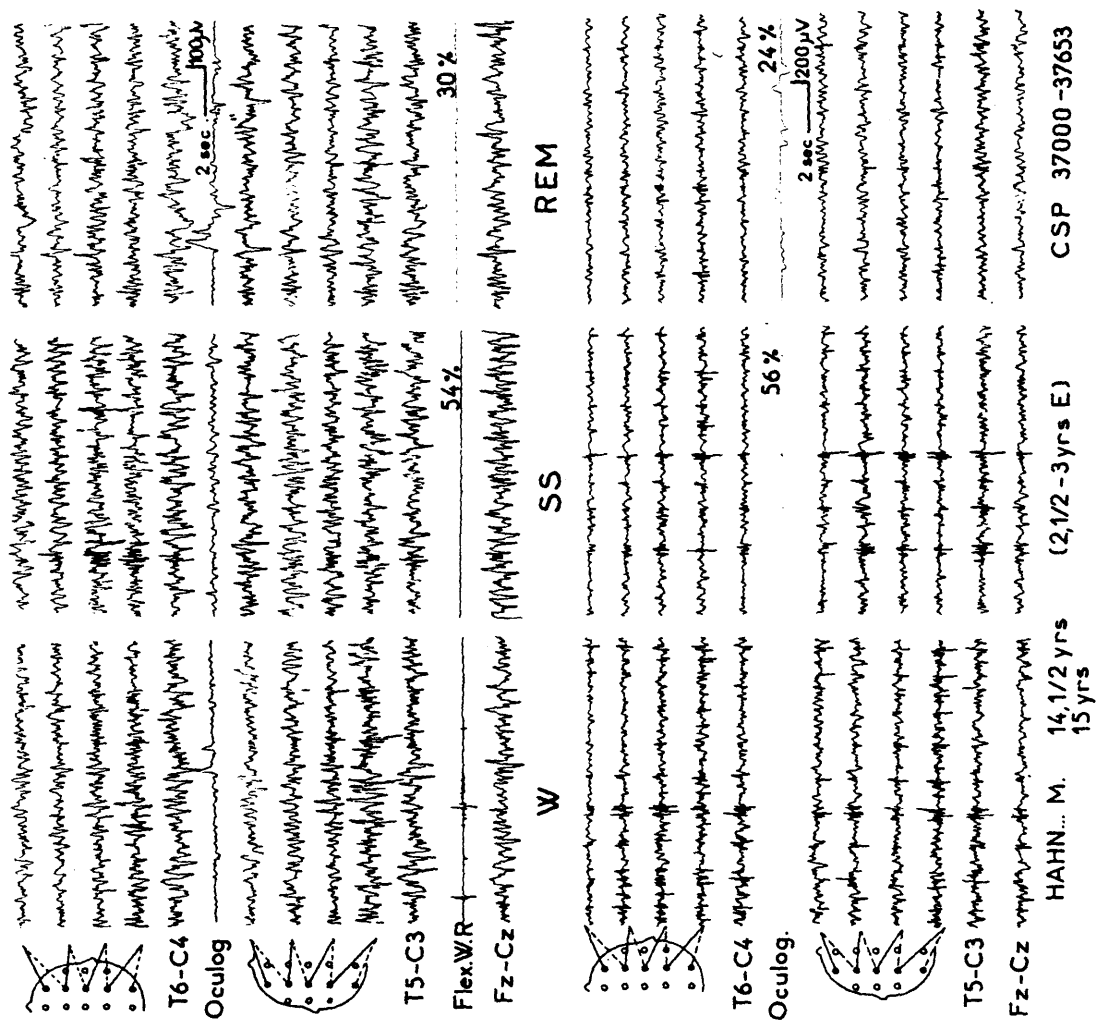 T6-C4
Oculog
T5-C3
Flex.W.R
Fz-Cz
2 sec
100µV
54%
30%
W
SS
REM
T6-C4
Oculog.
T5-C3
Fz-Cz
56%
24%
2 sec
200µV
HAHN... M. 14,1/2 yrs (2,1/2-3yrs E) CSP 37000-37653
15 yrs